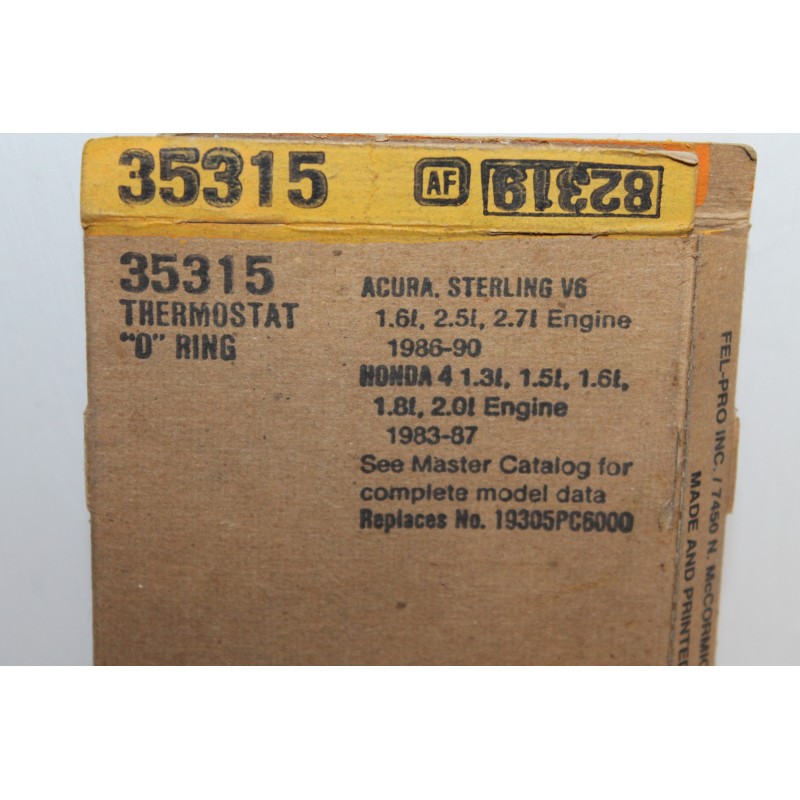 35315 AF 82319
35315
THERMOSTAT
"O" RING
ACURA, STERLING V6
1.6l, 2.5l, 2.7l Engine
1986-90
HONDA 4 1.3l, 1.5l, 1.6l,
1.8l, 2.0l Engine
1983-87
See Master Catalog for
complete model data
Replaces No. 19305PC6000
FEL-PRO INC. / 7450 N. McCORMIC
MADE AND PRINTE